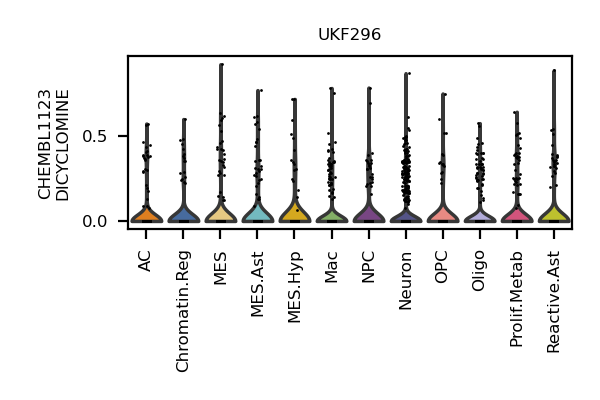 UKF296
CHEMBL1123
DICYCLOMINE
0.5
0.0
AC
Chromatin.Reg
MES
MES.Ast
MES.Hyp
Mac
NPC
Neuron
OPC
Oligo
Prolif.Metab
Reactive.Ast